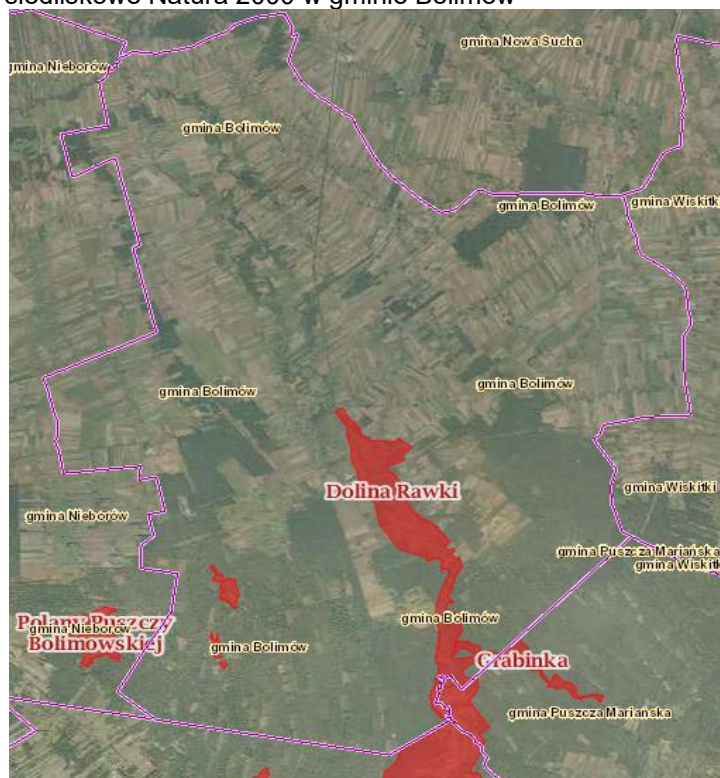 siedliskowe Natura 2000 w gminie Bolimów
gmina Nowa Sucha
gmina Nieborów
gmina Bolimów
gmina Bolimów
gmina Wiskitk
gmina Bolimów
gmina Bolimów
Dolina Rawki
gmina Wiskitki
gmina Nieborów
gmina Puszcza Mariańska
gmina Wiskitk
gmina Bolimów
Polany Puszczy
gmina Nieborów
Bolimowskiej
gmina Bolimów
Grabinka
gmina Puszcza Mariańska